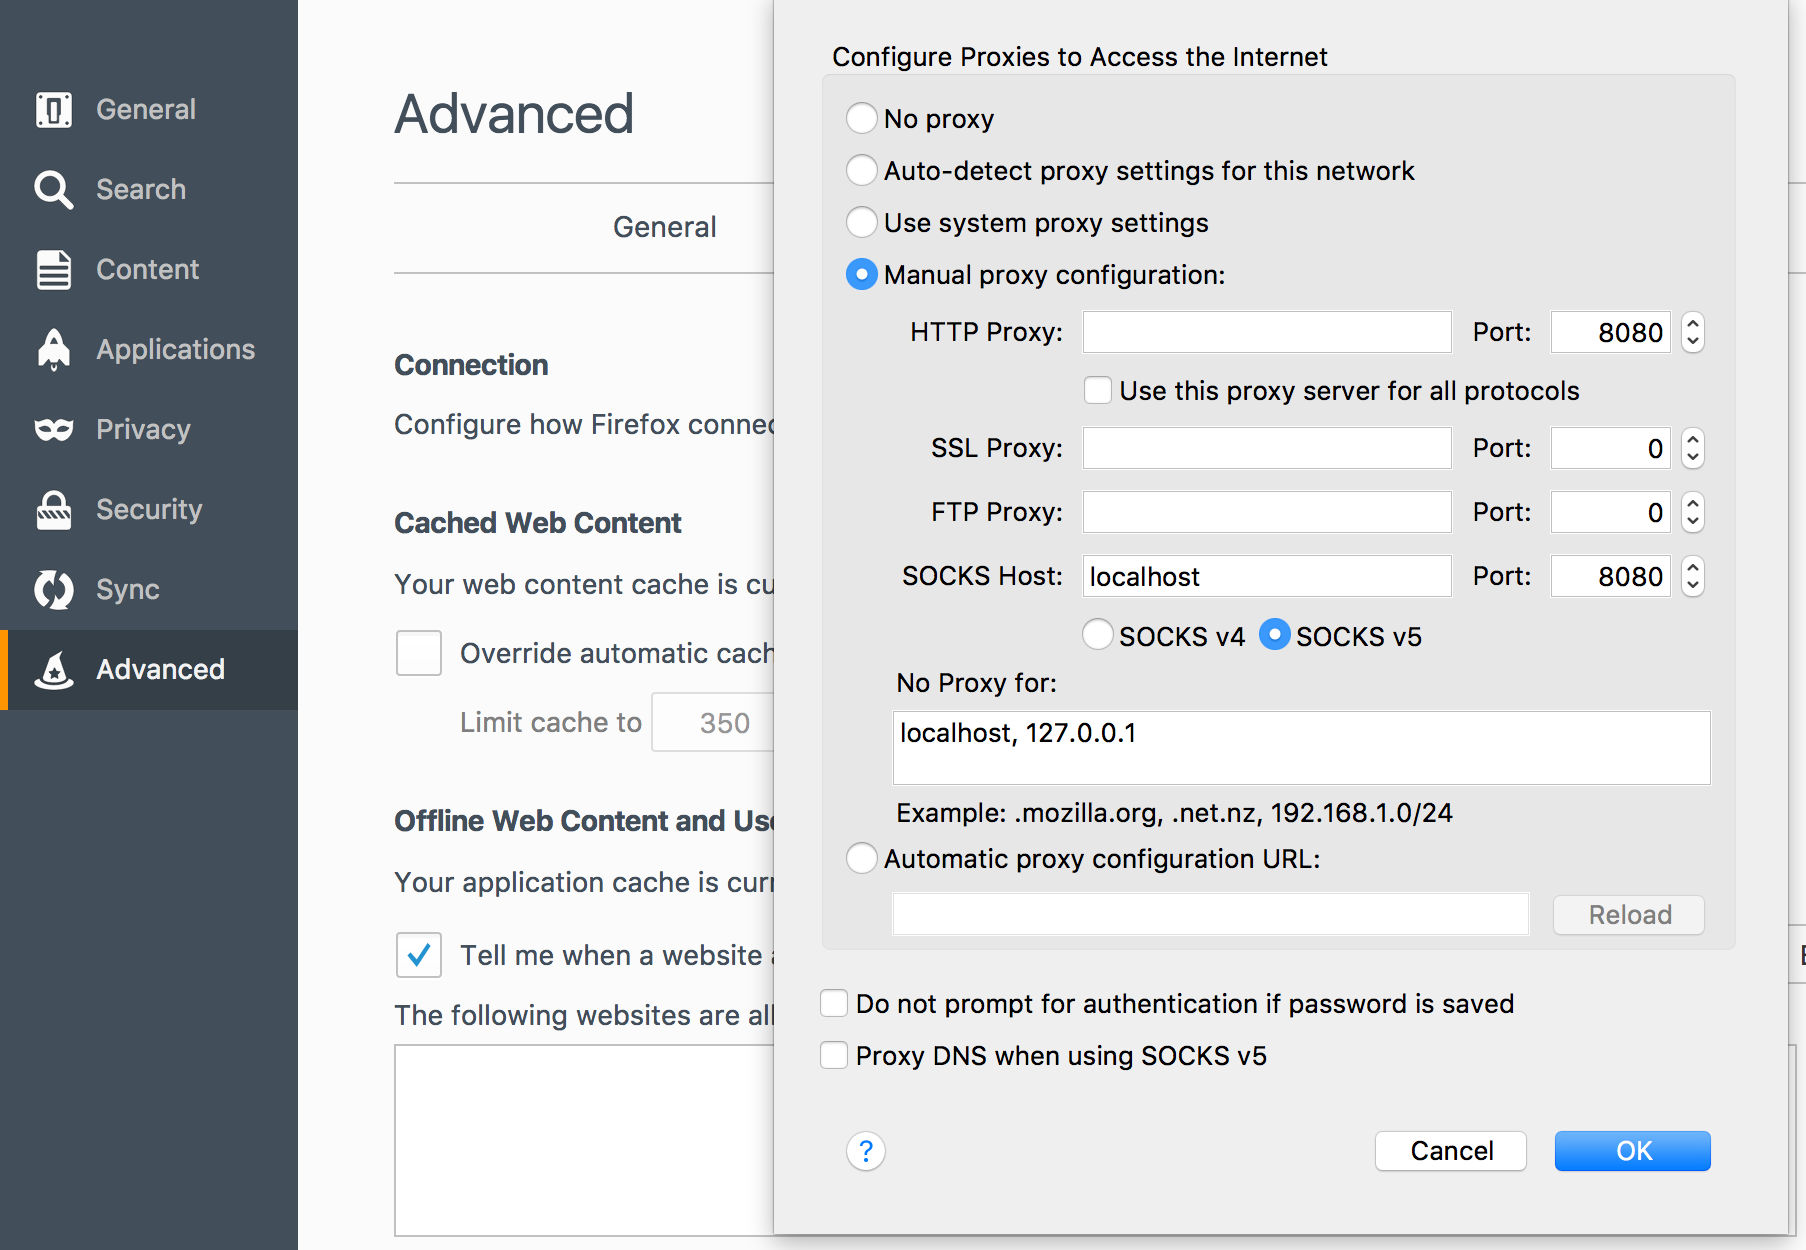 General
Search
Content
Applications
Privacy
Security
Sync
Advanced
Advanced
General
Connection
Configure how Firefox connec
Cached Web Content
Your web content cache is cu
Override automatic cach
Limit cache to 350
Offline Web Content and Use
Your application cache is curr
Tell me when a website
The following websites are all
Configure Proxies to Access the Internet
No proxy
Auto-detect proxy settings for this network
Use system proxy settings
Manual proxy configuration:
HTTP Proxy: Port: 8080
Use this proxy server for all protocols
SSL Proxy: Port: 0
FTP Proxy: Port: 0
SOCKS Host: localhost Port: 8080
SOCKS v4 SOCKS v5
No Proxy for:
localhost, 127.0.0.1
Example: .mozilla.org, .net.nz, 192.168.1.0/24
Automatic proxy configuration URL:
Reload
Do not prompt for authentication if password is saved
Proxy DNS when using SOCKS v5
? Cancel OK